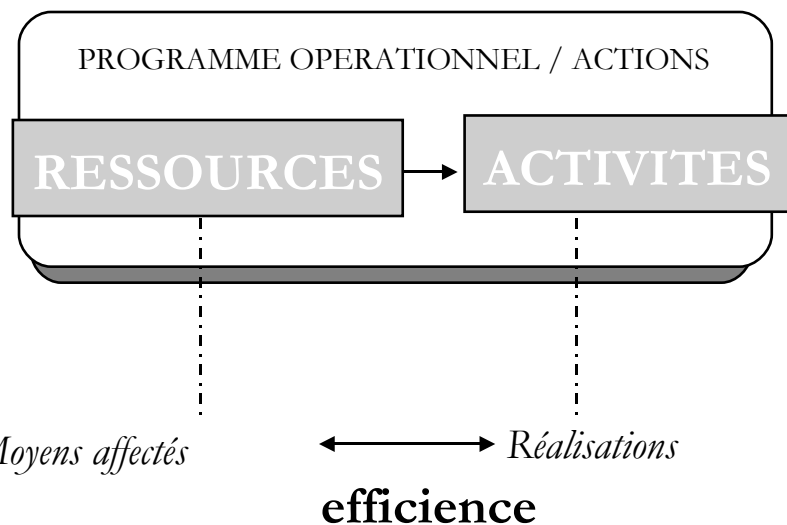 PROGRAMME OPERATIONNEL / ACTIONS
RESSOURCES
ACTIVITES
Moyens affectés
Réalisations
efficience